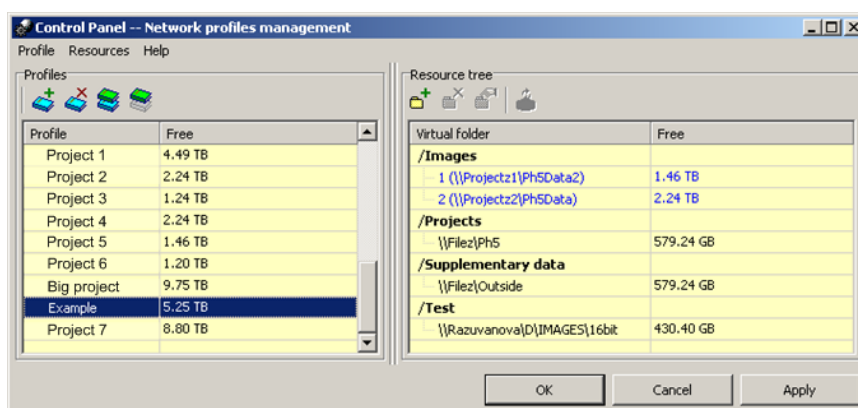 Control Panel -- Network profiles management
Profile Resources Help
Profiles
Profile Free
Project 1 4.49 TB
Project 2 2.24 TB
Project 3 1.24 TB
Project 4 2.24 TB
Project 5 1.46 TB
Project 6 1.20 TB
Big project 9.75 TB
Example 5.25 TB
Project 7 8.80 TB
Resource tree
Virtual folder Free
/Images
1 (\\Projectz1\Ph5Data2) 1.46 TB
2 (\\Projectz2\Ph5Data) 2.24 TB
/Projects
\\Filez\Ph5 579.24 GB
/Supplementary data
\\Filez\Outside 579.24 GB
/Test
\\Razuvanova\D\IMAGES\16bit 430.40 GB
OK Cancel Apply